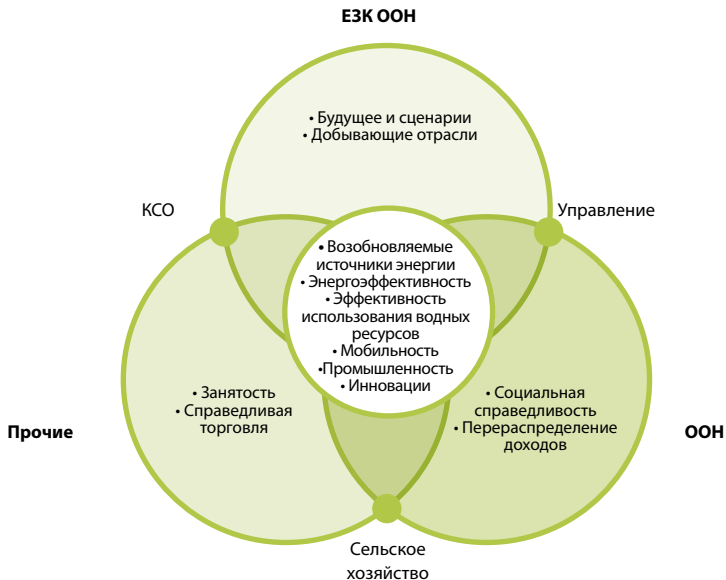 ЕЗК ООН
• Будущее и сценарии
• Добывающие отрасли
КСО
Управление
• Возобновляемые
источники энергии
• Энергоэффективность
• Эффективность
использования водных
ресурсов
• Мобильность
•Промышленность
• Инновации
• Занятость
• Справедливая
торговля
• Социальная
справедливость
• Перераспределение
доходов
Прочие
ООН
Сельское
хозяйство